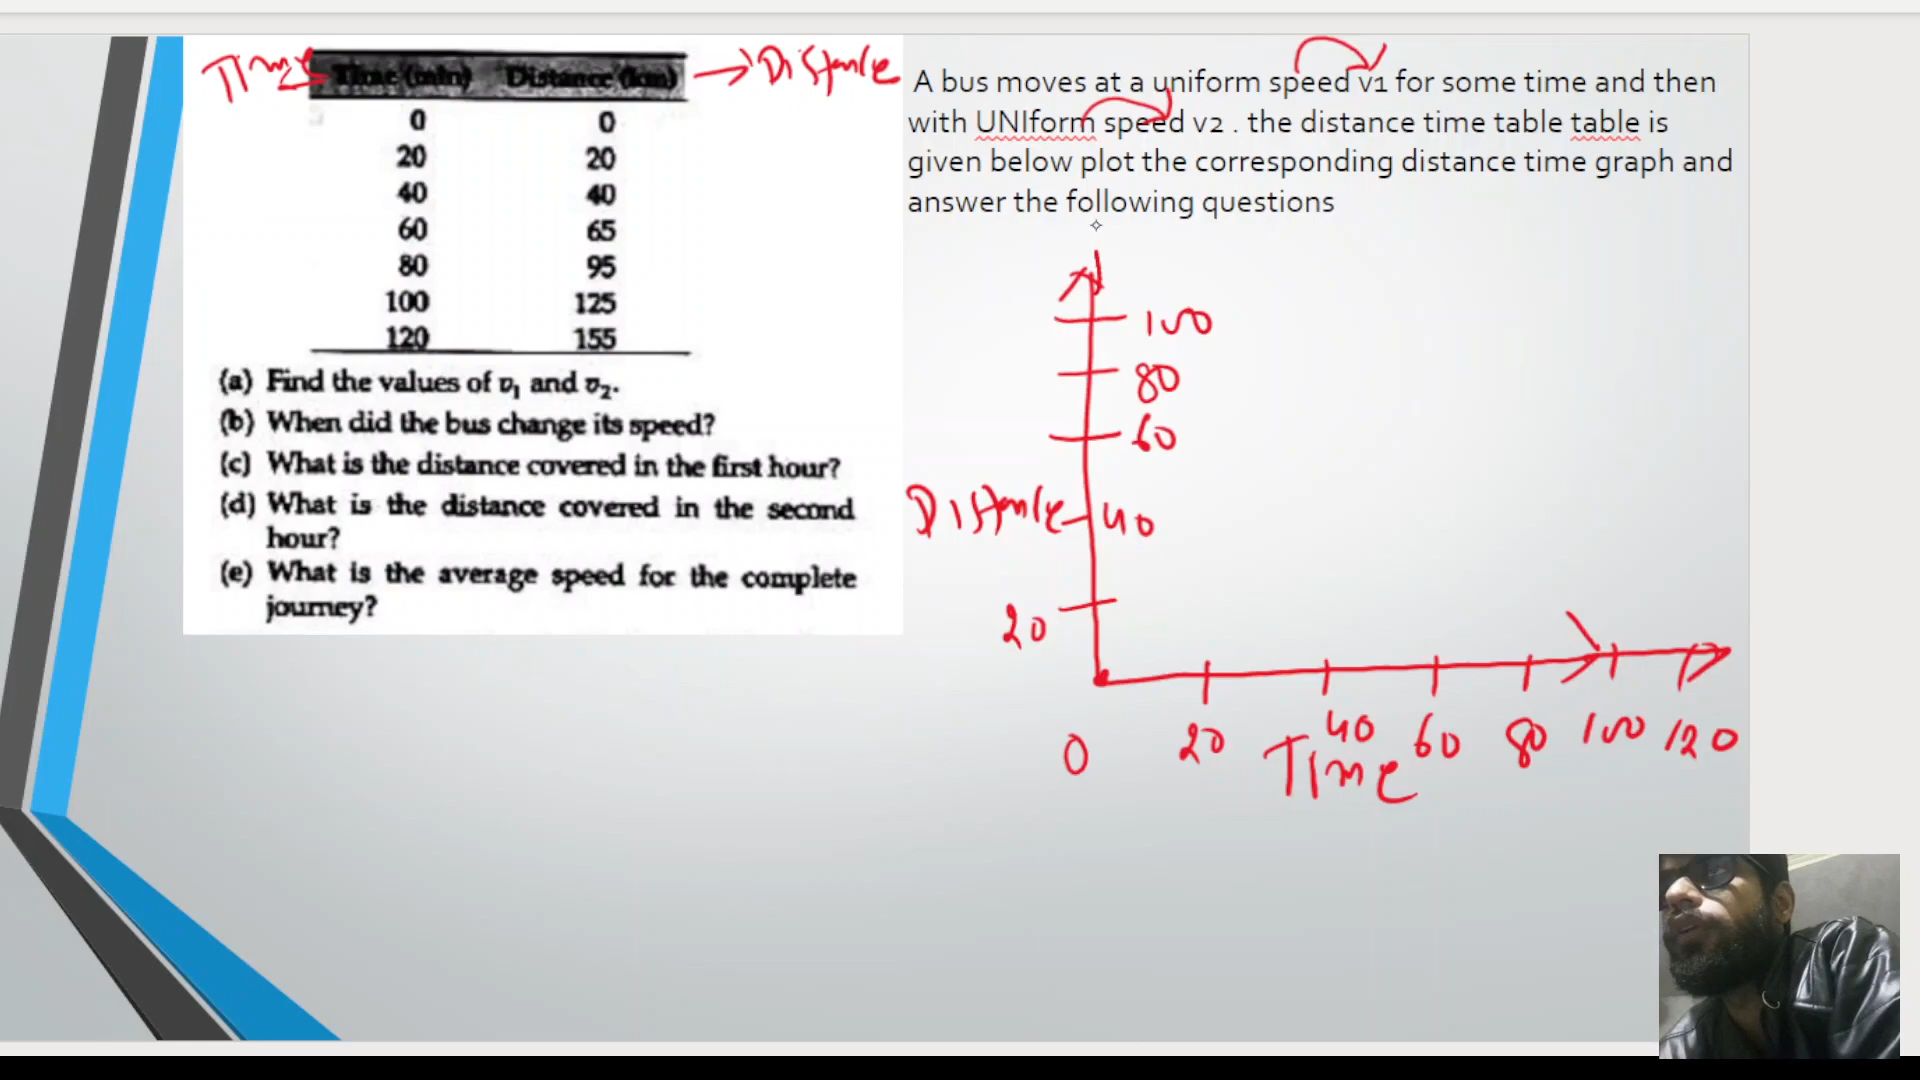 Time
Time (min) Distance (km)
→ Distance
0 0
20 20
40 40
60 65
80 95
100 125
120 155
(a) Find the values of v₁ and v₂.
(b) When did the bus change its speed?
(c) What is the distance covered in the first hour?
(d) What is the distance covered in the second
hour?
(e) What is the average speed for the complete
journey?
A bus moves at a uniform speed v1 for some time and then
with UNIform speed v2 . the distance time table table is
given below plot the corresponding distance time graph and
answer the following questions
100
80
60
Distance 40
20
0 20 40 60 80 100 120
Time